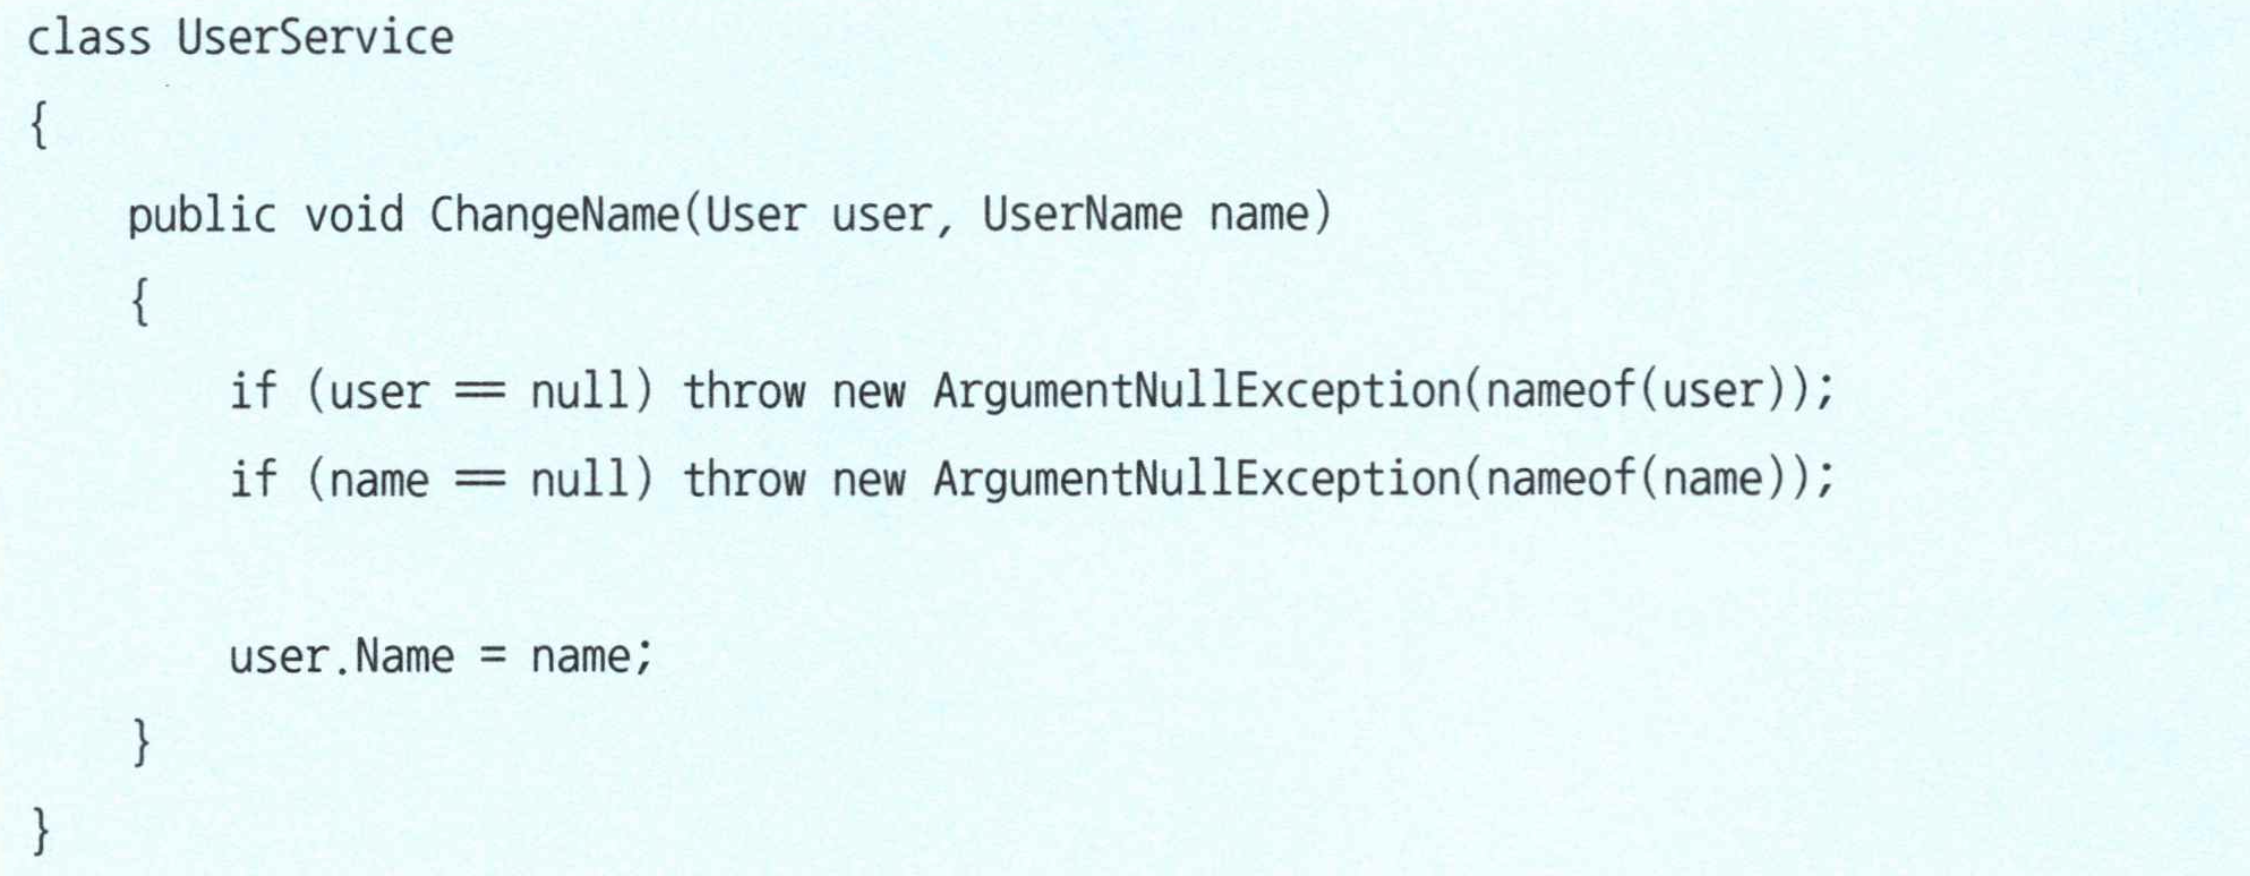 class UserService
{
    public void ChangeName(User user, UserName name)
    {
        if (user == null) throw new ArgumentNullException(nameof(user));
        if (name == null) throw new ArgumentNullException(nameof(name));

        user.Name = name;
    }
}